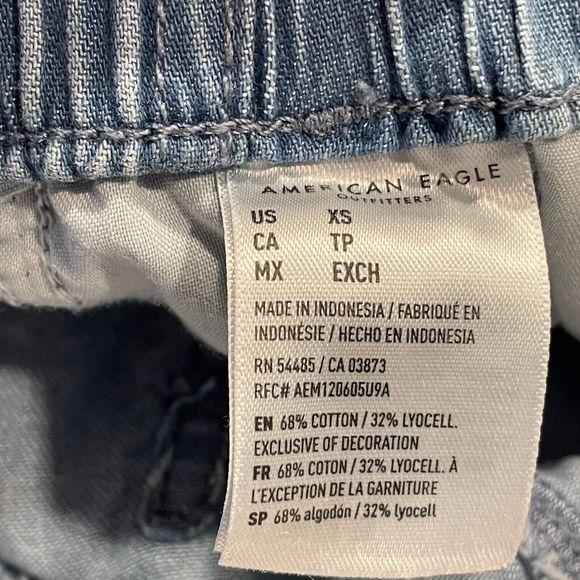 AMERICAN EAGLE
OUTFITTERS
US XS
CA TP
MX EXCH
MADE IN INDONESIA / FABRIQUÉ EN
INDONÉSIE / HECHO EN INDONESIA
RN 54485 / CA 03873
RFC# AEM120605U9A
EN 68% COTTON / 32% LYOCELL.
EXCLUSIVE OF DECORATION
FR 68% COTON / 32% LYOCELL. À
L'EXCEPTION DE LA GARNITURE
SP 68% algodón / 32% lyocell